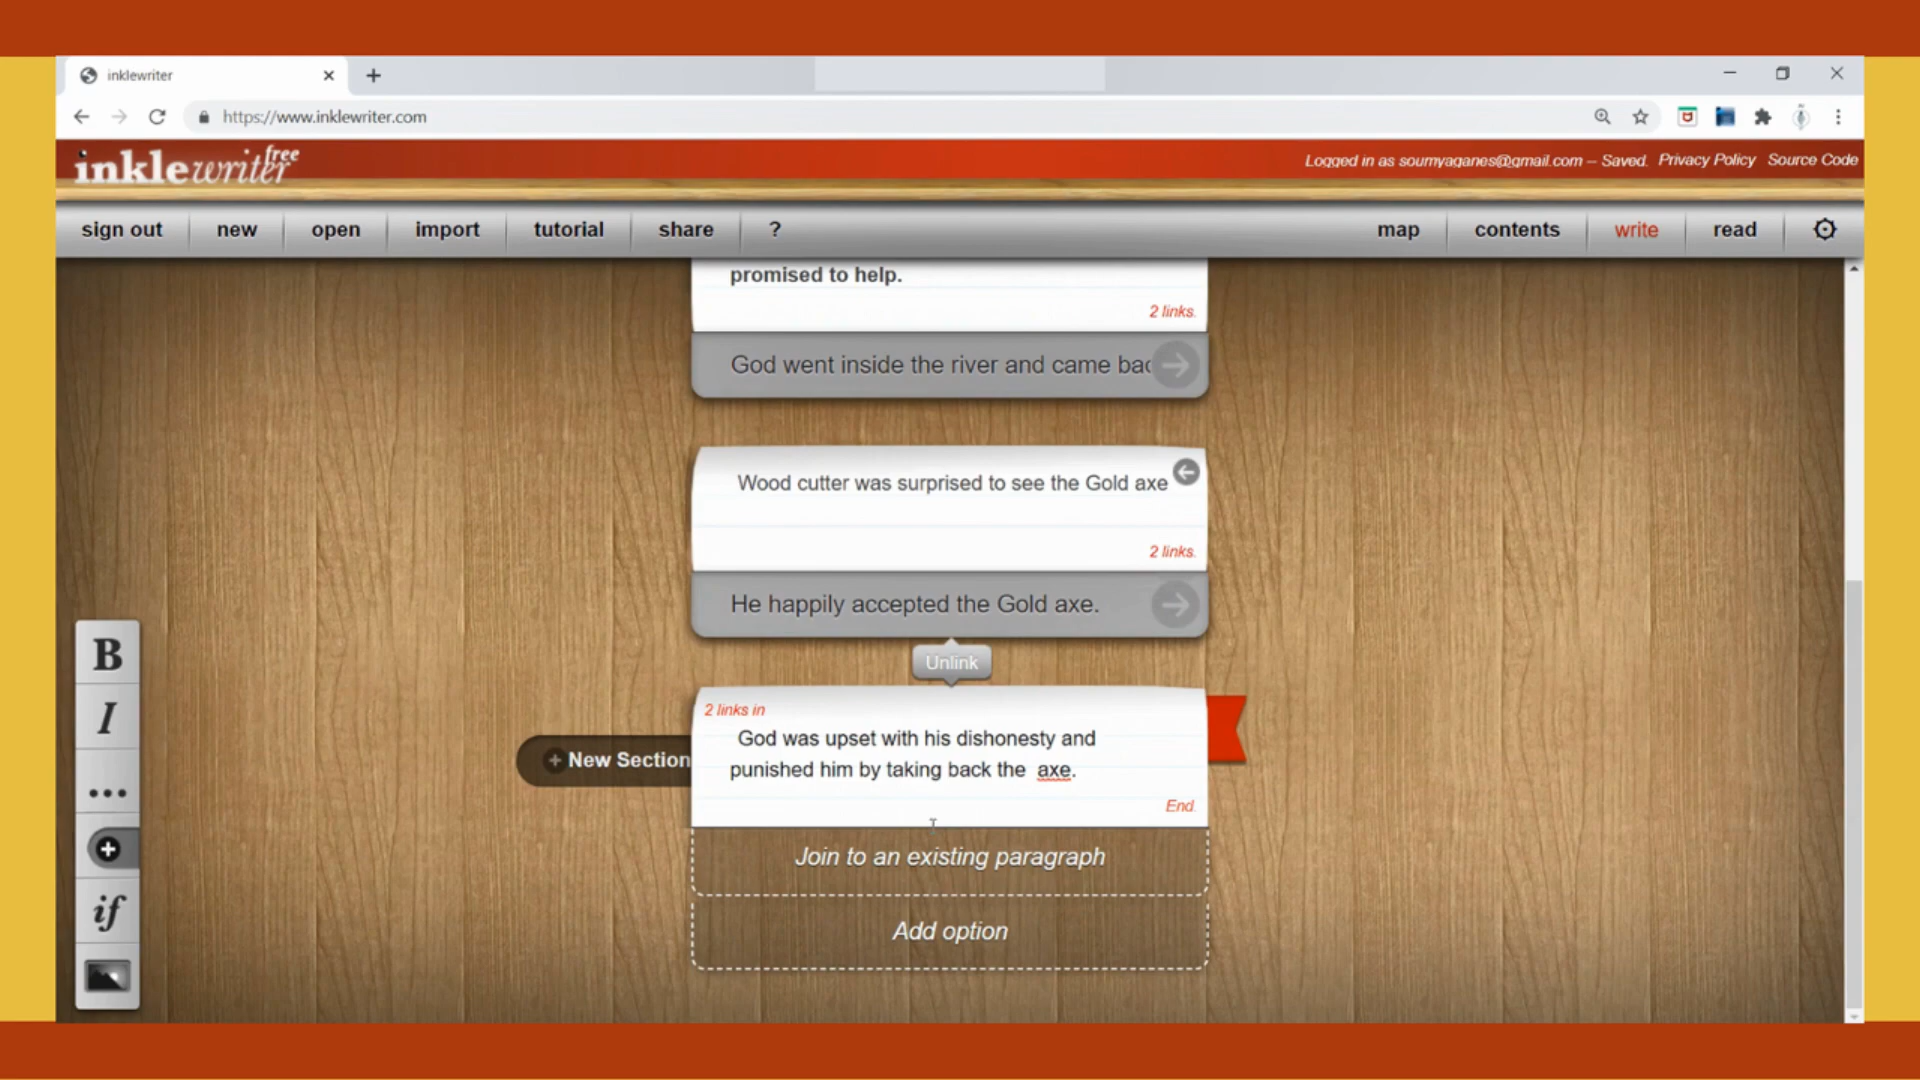 inklewriter
https://www.inklewriter.com
inklewriter free
Logged in as soumyaganes@gmail.com – Saved. Privacy Policy Source Code
sign out new open import tutorial share ? map contents write read
promised to help.
2 links.
God went inside the river and came bac
Wood cutter was surprised to see the Gold axe
2 links.
He happily accepted the Gold axe.
Unlink
2 links in
God was upset with his dishonesty and
punished him by taking back the axe.
+ New Section
End.
Join to an existing paragraph
Add option
B
I
...
if